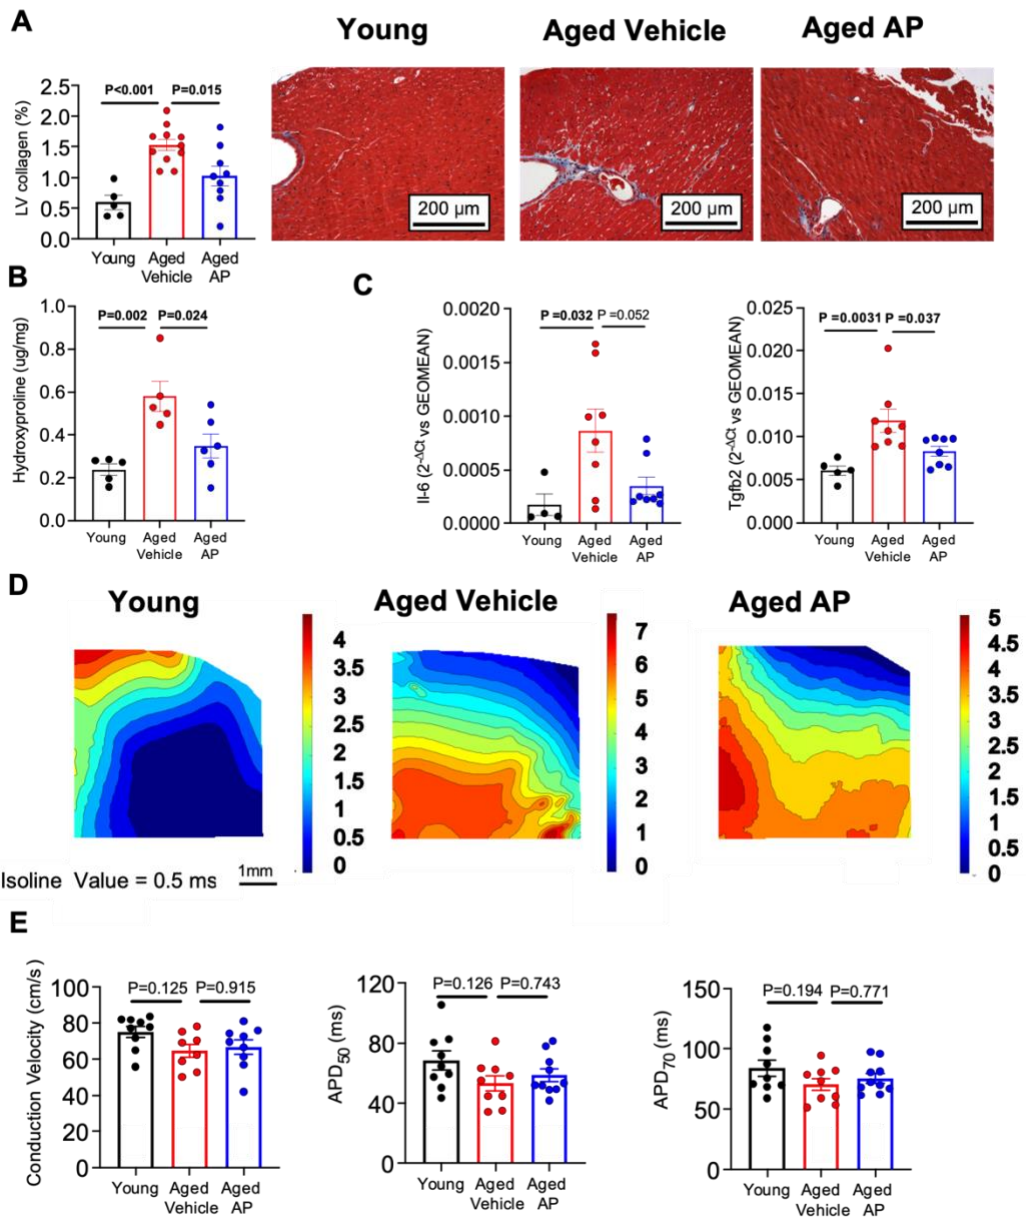 A
Young
Aged Vehicle
Aged AP
LV collagen (%)
2.5
2.0
1.5
1.0
0.5
0.0
P<0.001
P=0.015
Young
Aged
Vehicle
Aged
AP
200 µm
200 µm
200 µm
B
Hydroxyproline (ug/mg)
1.0
0.8
0.6
0.4
0.2
0.0
P=0.002
P=0.024
Young
Aged
Vehicle
Aged
AP
C
Il-6 (2^-ΔCt vs GEOMEAN)
0.0020
0.0015
0.0010
0.0005
0.0000
P =0.032
P =0.052
Young
Aged
Vehicle
Aged
AP
Tgfb2 (2^-ΔCt vs GEOMEAN)
0.025
0.020
0.015
0.010
0.005
0.000
P =0.0031
P =0.037
Young
Aged
Vehicle
Aged
AP
D
Young
Aged Vehicle
Aged AP
4
3.5
3
2.5
2
1.5
1
0.5
0
7
6
5
4
3
2
1
0
5
4.5
4
3.5
3
2.5
2
1.5
1
0.5
0
Isoline Value = 0.5 ms
1mm
E
Conduction Velocity (cm/s )
100
80
60
40
20
0
P=0.125
P=0.915
Young
Aged
Vehicle
Aged
AP
APD50 (ms)
120
80
40
0
P=0.126
P=0.743
Young
Aged
Vehicle
Aged
AP
APD70 (ms)
150
100
50
0
P=0.194
P=0.771
Young
Aged
Vehicle
Aged
AP